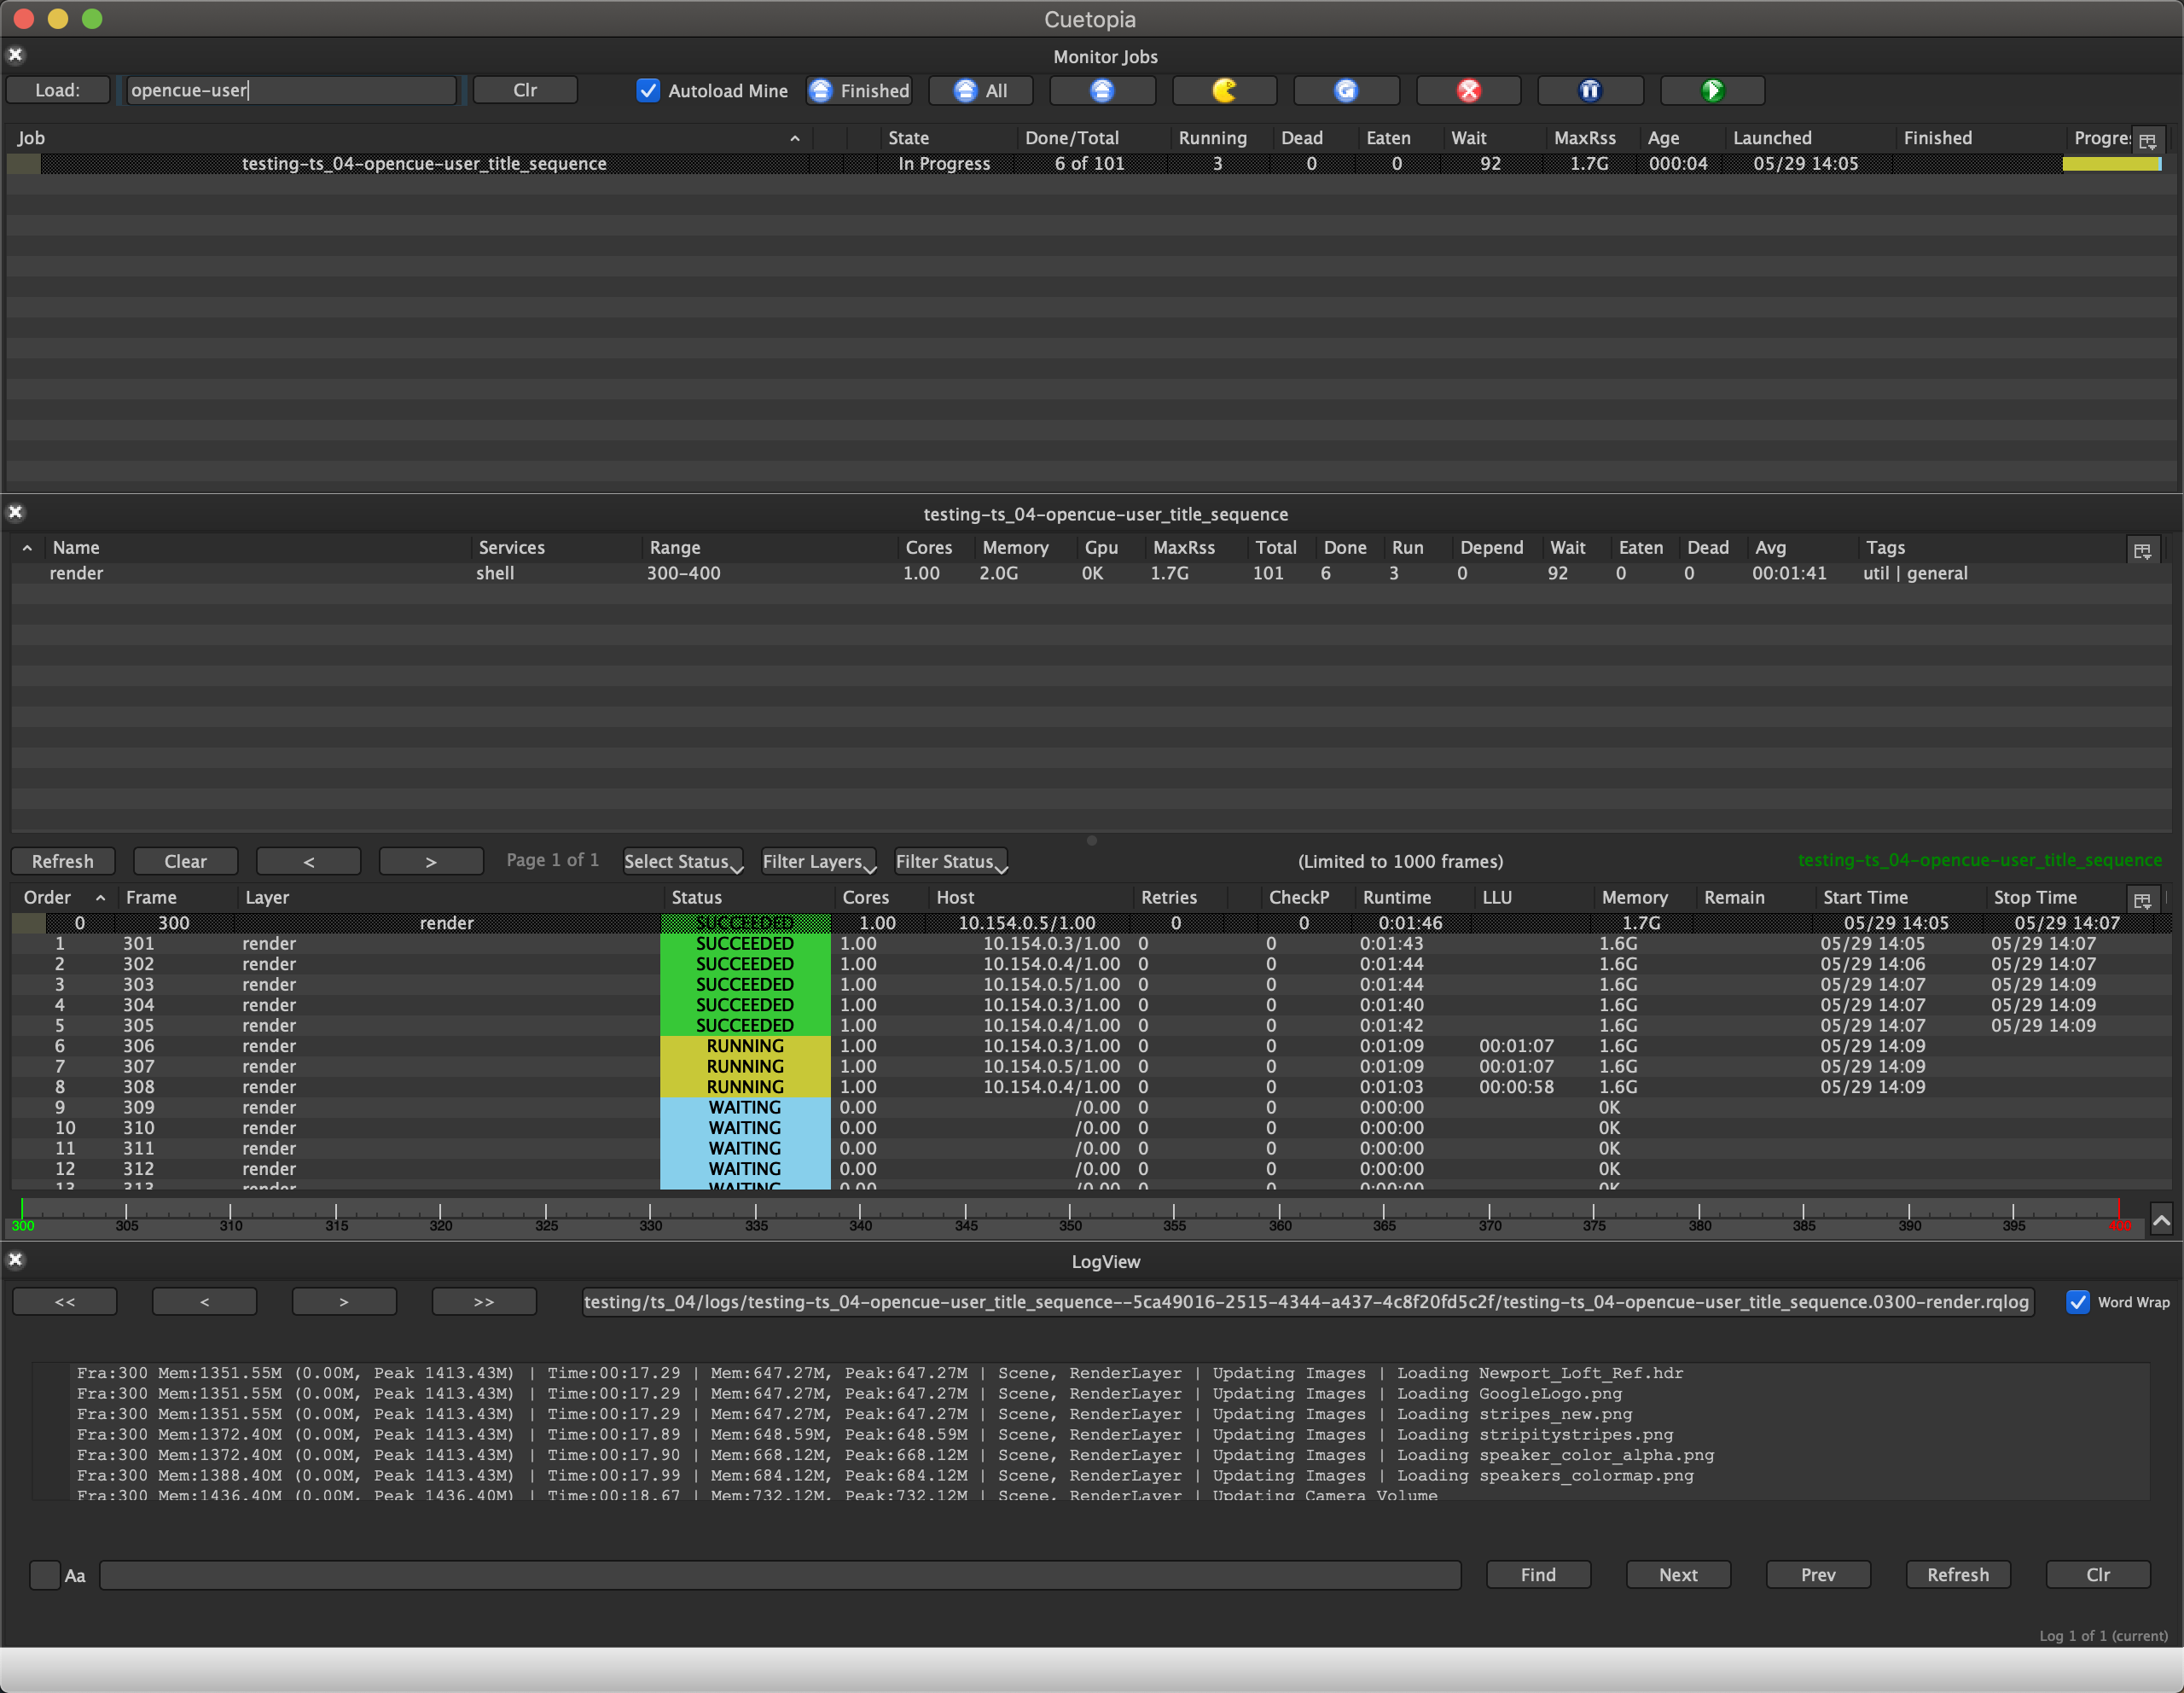 Cuetopia
Monitor Jobs
Load: opencue-user Clr Autoload Mine Finished All
Job State Done/Total Running Dead Eaten Wait MaxRss Age Launched Finished Progre
testing-ts_04-opencue-user_title_sequence In Progress 6 of 101 3 0 0 92 1.7G 000:04 05/29 14:05
testing-ts_04-opencue-user_title_sequence
Name Services Range Cores Memory Gpu MaxRss Total Done Run Depend Wait Eaten Dead Avg Tags
render shell 300-400 1.00 2.0G 0K 1.7G 101 6 3 0 92 0 0 00:01:41 util | general
Refresh Clear < > Page 1 of 1 Select Status Filter Layers Filter Status (Limited to 1000 frames) testing-ts_04-opencue-user_title_sequence
Order Frame Layer Status Cores Host Retries CheckP Runtime LLU Memory Remain Start Time Stop Time
0 300 render SUCCEEDED 1.00 10.154.0.5/1.00 0 0 0:01:46 1.7G 05/29 14:05 05/29 14:07
1 301 render SUCCEEDED 1.00 10.154.0.3/1.00 0 0 0:01:43 1.6G 05/29 14:05 05/29 14:07
2 302 render SUCCEEDED 1.00 10.154.0.4/1.00 0 0 0:01:44 1.6G 05/29 14:06 05/29 14:07
3 303 render SUCCEEDED 1.00 10.154.0.5/1.00 0 0 0:01:44 1.6G 05/29 14:07 05/29 14:09
4 304 render SUCCEEDED 1.00 10.154.0.3/1.00 0 0 0:01:40 1.6G 05/29 14:07 05/29 14:09
5 305 render SUCCEEDED 1.00 10.154.0.4/1.00 0 0 0:01:42 1.6G 05/29 14:07 05/29 14:09
6 306 render RUNNING 1.00 10.154.0.3/1.00 0 0 0:01:09 00:01:07 1.6G 05/29 14:09
7 307 render RUNNING 1.00 10.154.0.5/1.00 0 0 0:01:09 00:01:07 1.6G 05/29 14:09
8 308 render RUNNING 1.00 10.154.0.4/1.00 0 0 0:01:03 00:00:58 1.6G 05/29 14:09
9 309 render WAITING 0.00 /0.00 0 0 0:00:00 0K
10 310 render WAITING 0.00 /0.00 0 0 0:00:00 0K
11 311 render WAITING 0.00 /0.00 0 0 0:00:00 0K
12 312 render WAITING 0.00 /0.00 0 0 0:00:00 0K
13 313 render WAITING 0.00 /0.00 0 0 0:00:00 0K
300 305 310 315 320 325 330 335 340 345 350 355 360 365 370 375 380 385 390 395 400
LogView
<< < > >> testing/ts_04/logs/testing-ts_04-opencue-user_title_sequence--5ca49016-2515-4344-a437-4c8f20fd5c2f/testing-ts_04-opencue-user_title_sequence.0300-render.rqlog Word Wrap
Fra:300 Mem:1351.55M (0.00M, Peak 1413.43M) | Time:00:17.29 | Mem:647.27M, Peak:647.27M | Scene, RenderLayer | Updating Images | Loading Newport_Loft_Ref.hdr
Fra:300 Mem:1351.55M (0.00M, Peak 1413.43M) | Time:00:17.29 | Mem:647.27M, Peak:647.27M | Scene, RenderLayer | Updating Images | Loading GoogleLogo.png
Fra:300 Mem:1351.55M (0.00M, Peak 1413.43M) | Time:00:17.29 | Mem:647.27M, Peak:647.27M | Scene, RenderLayer | Updating Images | Loading stripes_new.png
Fra:300 Mem:1372.40M (0.00M, Peak 1413.43M) | Time:00:17.89 | Mem:648.59M, Peak:648.59M | Scene, RenderLayer | Updating Images | Loading stripitystripes.png
Fra:300 Mem:1372.40M (0.00M, Peak 1413.43M) | Time:00:17.90 | Mem:668.12M, Peak:668.12M | Scene, RenderLayer | Updating Images | Loading speaker_color_alpha.png
Fra:300 Mem:1388.40M (0.00M, Peak 1413.43M) | Time:00:17.99 | Mem:684.12M, Peak:684.12M | Scene, RenderLayer | Updating Images | Loading speakers_colormap.png
Fra:300 Mem:1436.40M (0.00M, Peak 1436.40M) | Time:00:18.67 | Mem:732.12M, Peak:732.12M | Scene, RenderLayer | Updating Camera Volume
Aa Find Next Prev Refresh Clr
Log 1 of 1 (current)